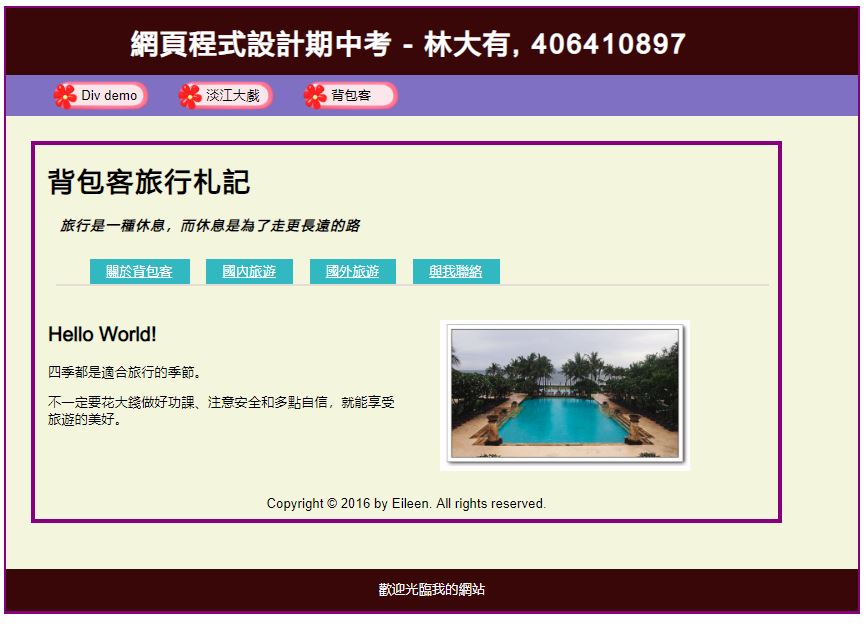 網頁程式設計期中考 - 林大有, 406410897
Div demo 淡江大戲 背包客
背包客旅行札記
旅行是一種休息，而休息是為了走更長遠的路
關於背包客 國內旅遊 國外旅遊 與我聯絡
Hello World!
四季都是適合旅行的季節。
不一定要花大錢做好功課、注意安全和多點自信，就能享受
旅遊的美好。
Copyright © 2016 by Eileen. All rights reserved.
歡迎光臨我的網站